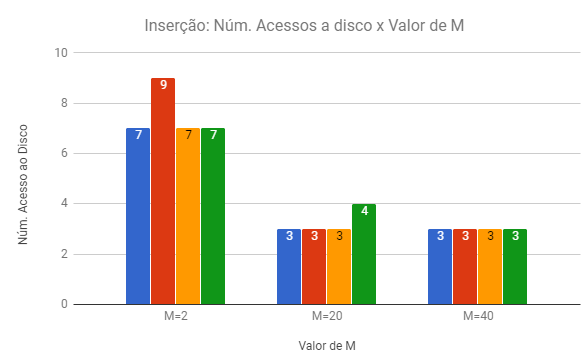 Inserção: Núm. Acessos a disco x Valor de M
Núm. Acesso ao Disco
10
8
6
4
2
0
7 9 7 7
3 3 3 4
3 3 3 3
M=2 M=20 M=40
Valor de M